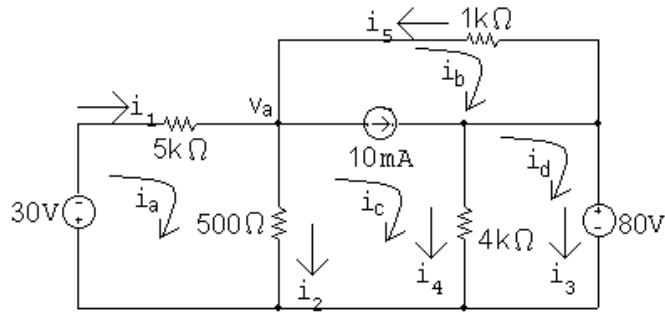 i5
1kΩ
ib
i1
va
5kΩ
10mA
id
30V
-
+
ia
500Ω
ic
4kΩ
-
+
80V
i2
i4
i3